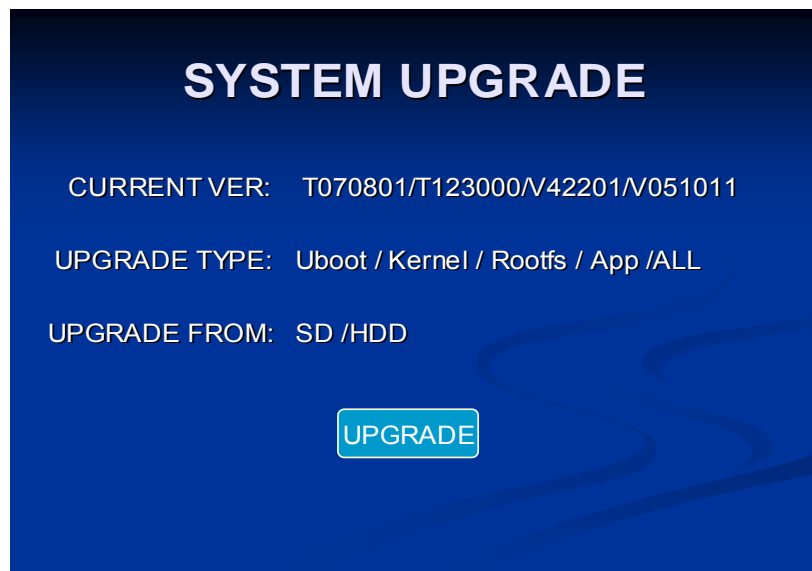 SYSTEM UPGRADE
CURRENT VER: T070801/T123000/V42201/V051011
UPGRADE TYPE: Uboot / Kernel / Rootfs / App /ALL
UPGRADE FROM: SD /HDD
UPGRADE